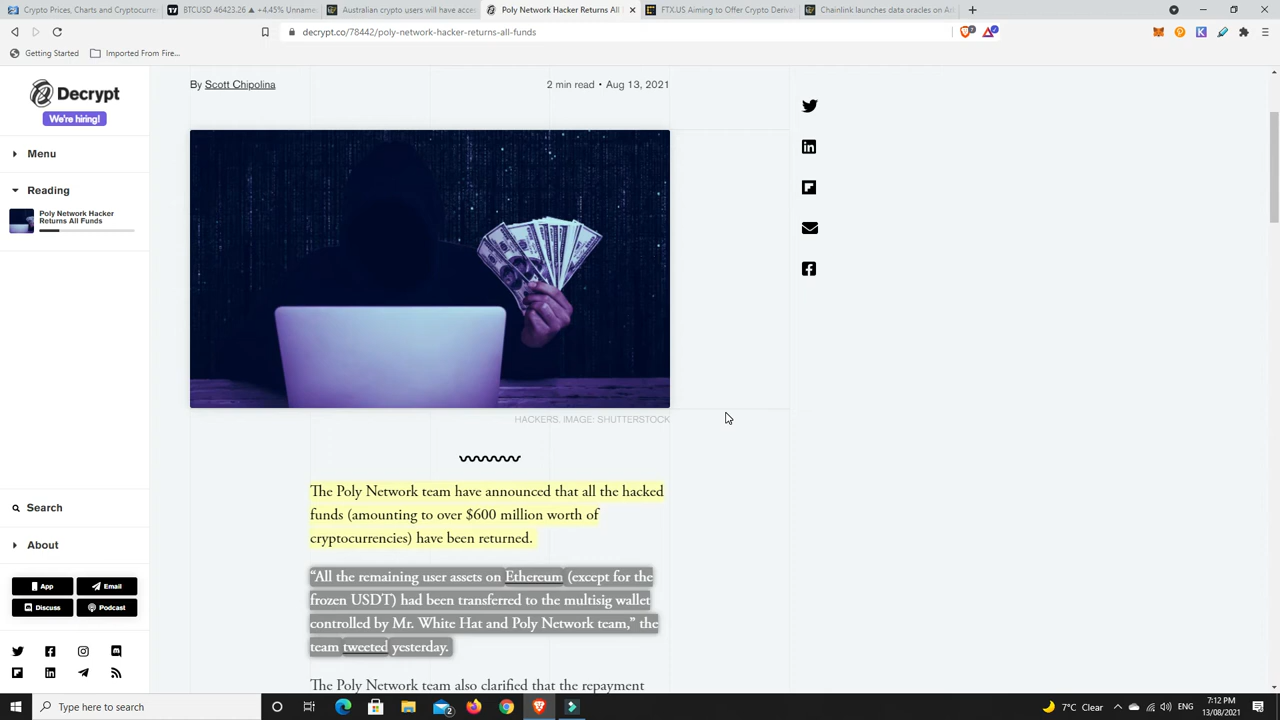 Crypto Prices, Charts and Cryptocurr
BTCUSD 46423.26 ▲ +4.45% Unname
Australian crypto users will have acces
Poly Network Hacker Returns All
FTX.US Aiming to Offer Crypto Deriva
Chainlink launches data oracles on Ar
decrypt.co/78442/poly-network-hacker-returns-all-funds
Getting Started
Imported From Fire...
Decrypt
We're hiring!
Menu
Reading
Poly Network Hacker
Returns All Funds
Search
About
App
Email
Discuss
Podcast
By Scott Chipolina
2 min read • Aug 13, 2021
HACKERS, IMAGE: SHUTTERSTOCK
The Poly Network team have announced that all the hacked
funds (amounting to over $600 million worth of
cryptocurrencies) have been returned.
“All the remaining user assets on Ethereum (except for the
frozen USDT) had been transferred to the multisig wallet
controlled by Mr. White Hat and Poly Network team,” the
team tweeted yesterday.
The Poly Network team also clarified that the repayment
Type here to search
7°C Clear
ENG
7:12 PM
13/08/2021